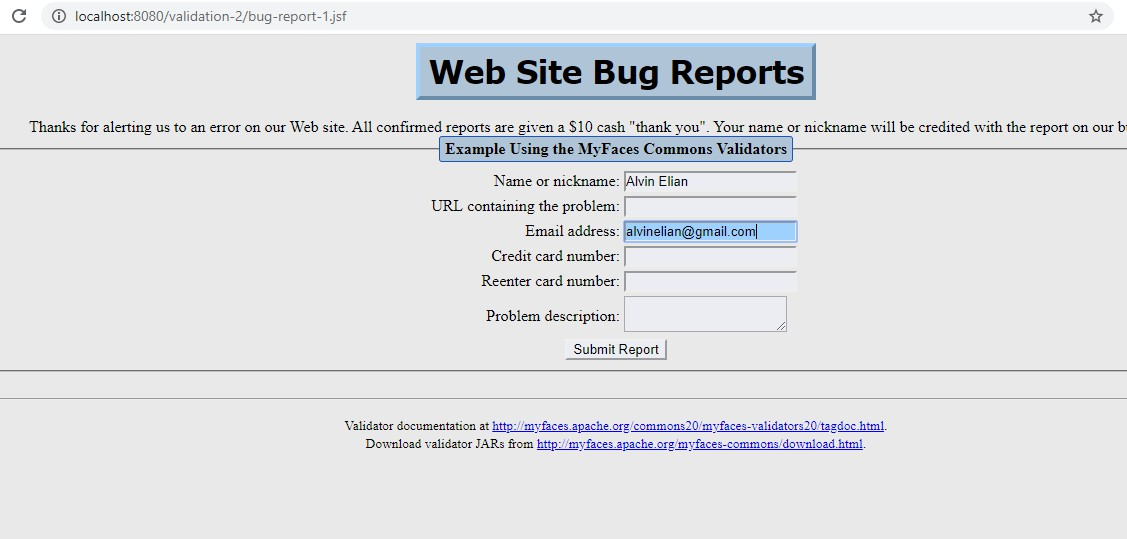 localhost:8080/validation-2/bug-report-1.jsf
Web Site Bug Reports
Thanks for alerting us to an error on our Web site. All confirmed reports are given a $10 cash "thank you". Your name or nickname will be credited with the report on our
Example Using the MyFaces Commons Validators
Name or nickname: Alvin Elian
URL containing the problem:
Email address: alvinelian@gmail.com
Credit card number:
Reenter card number:
Problem description:
Submit Report
Validator documentation at http://myfaces.apache.org/commons20/myfaces-validators20/tagdoc.html.
Download validator JARs from http://myfaces.apache.org/myfaces-commons/download.html.